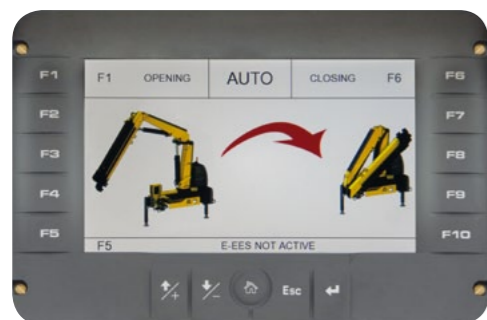 F1 F1 OPENING AUTO CLOSING F6 F6
F2 F7
F3 F8
F4 F9
F5 F5 E-EES NOT ACTIVE F10
+ - Esc